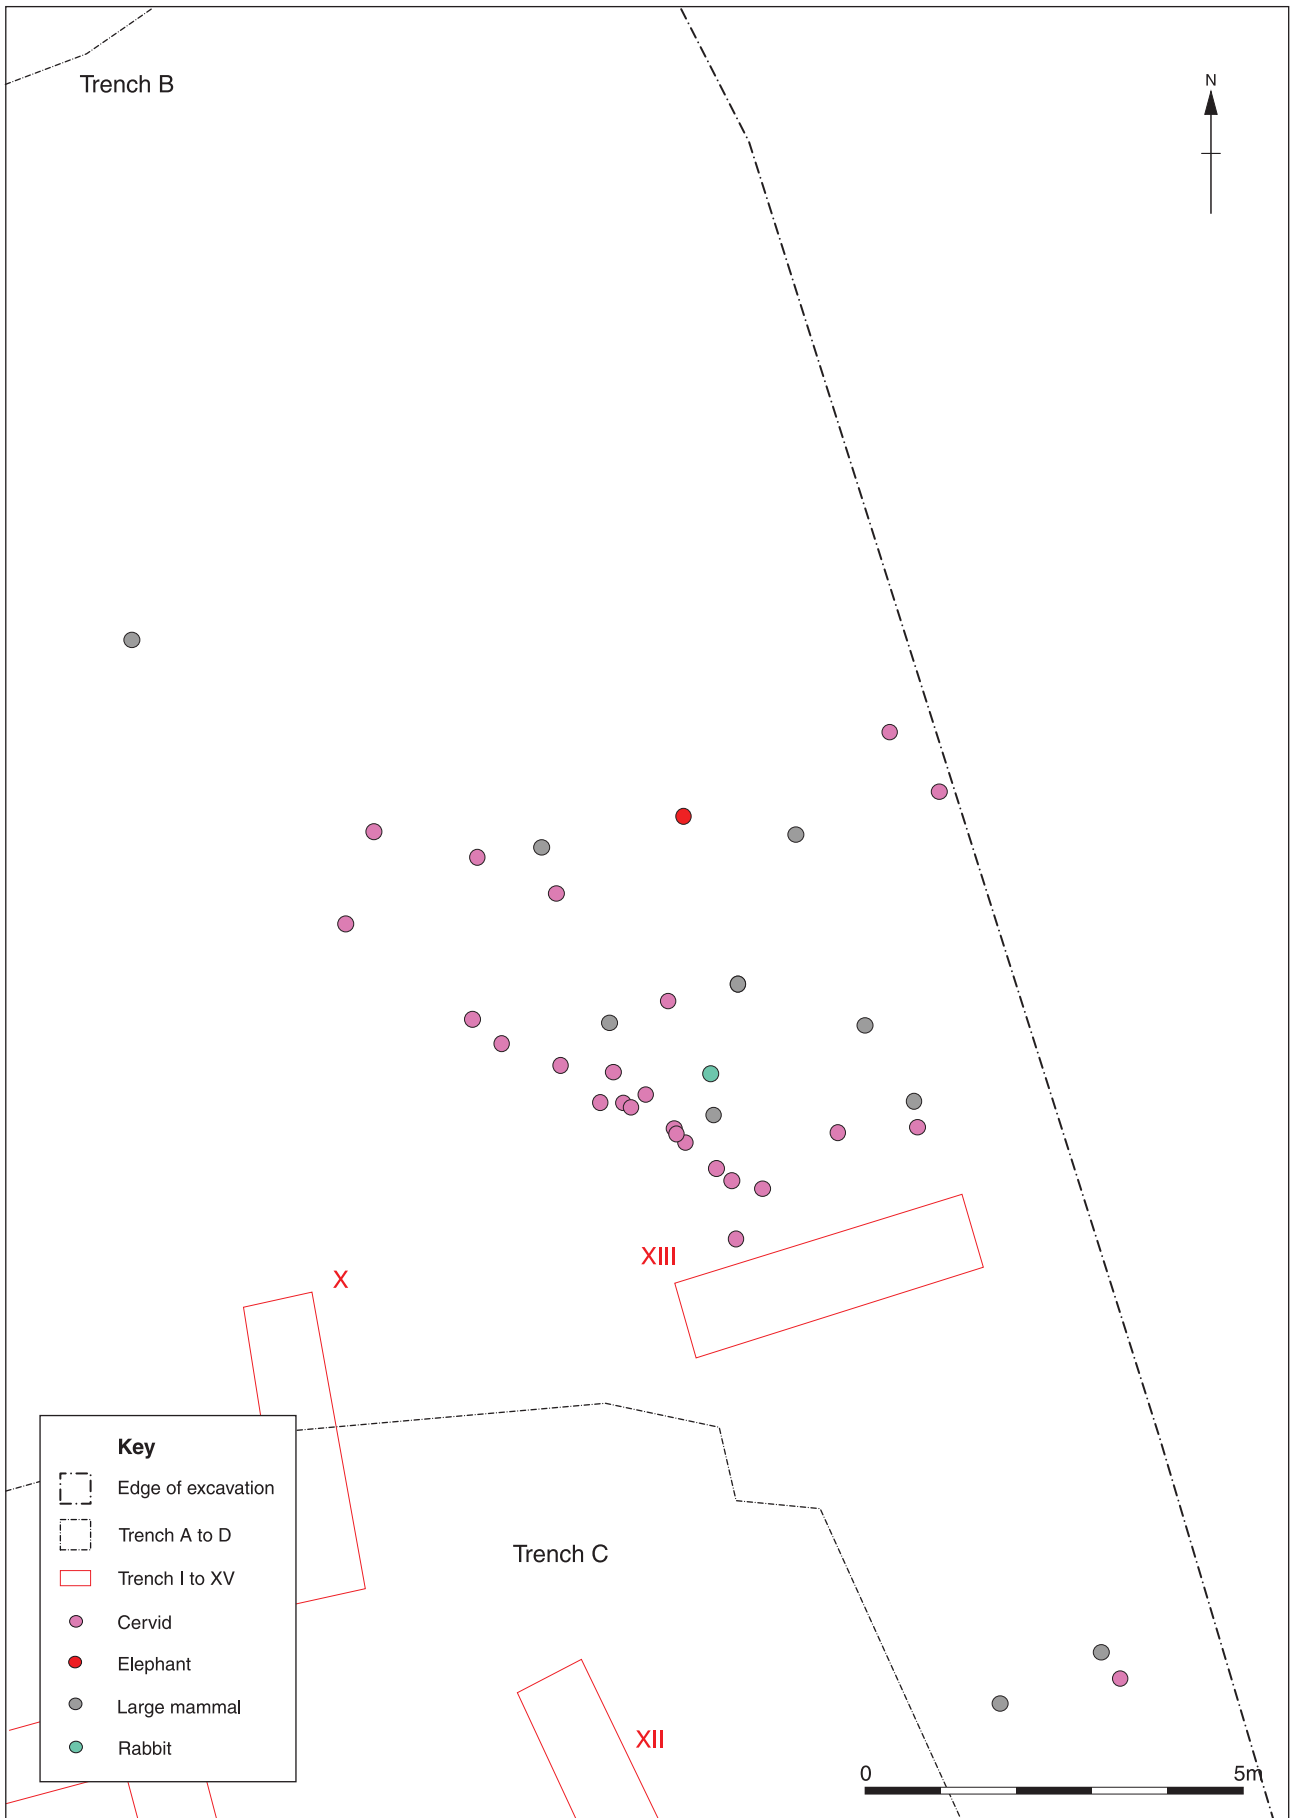 Trench B
N
XIII
X
Key
Edge of excavation
Trench A to D
Trench I to XV
Cervid
Elephant
Large mammal
Rabbit
Trench C
XII
0 5m